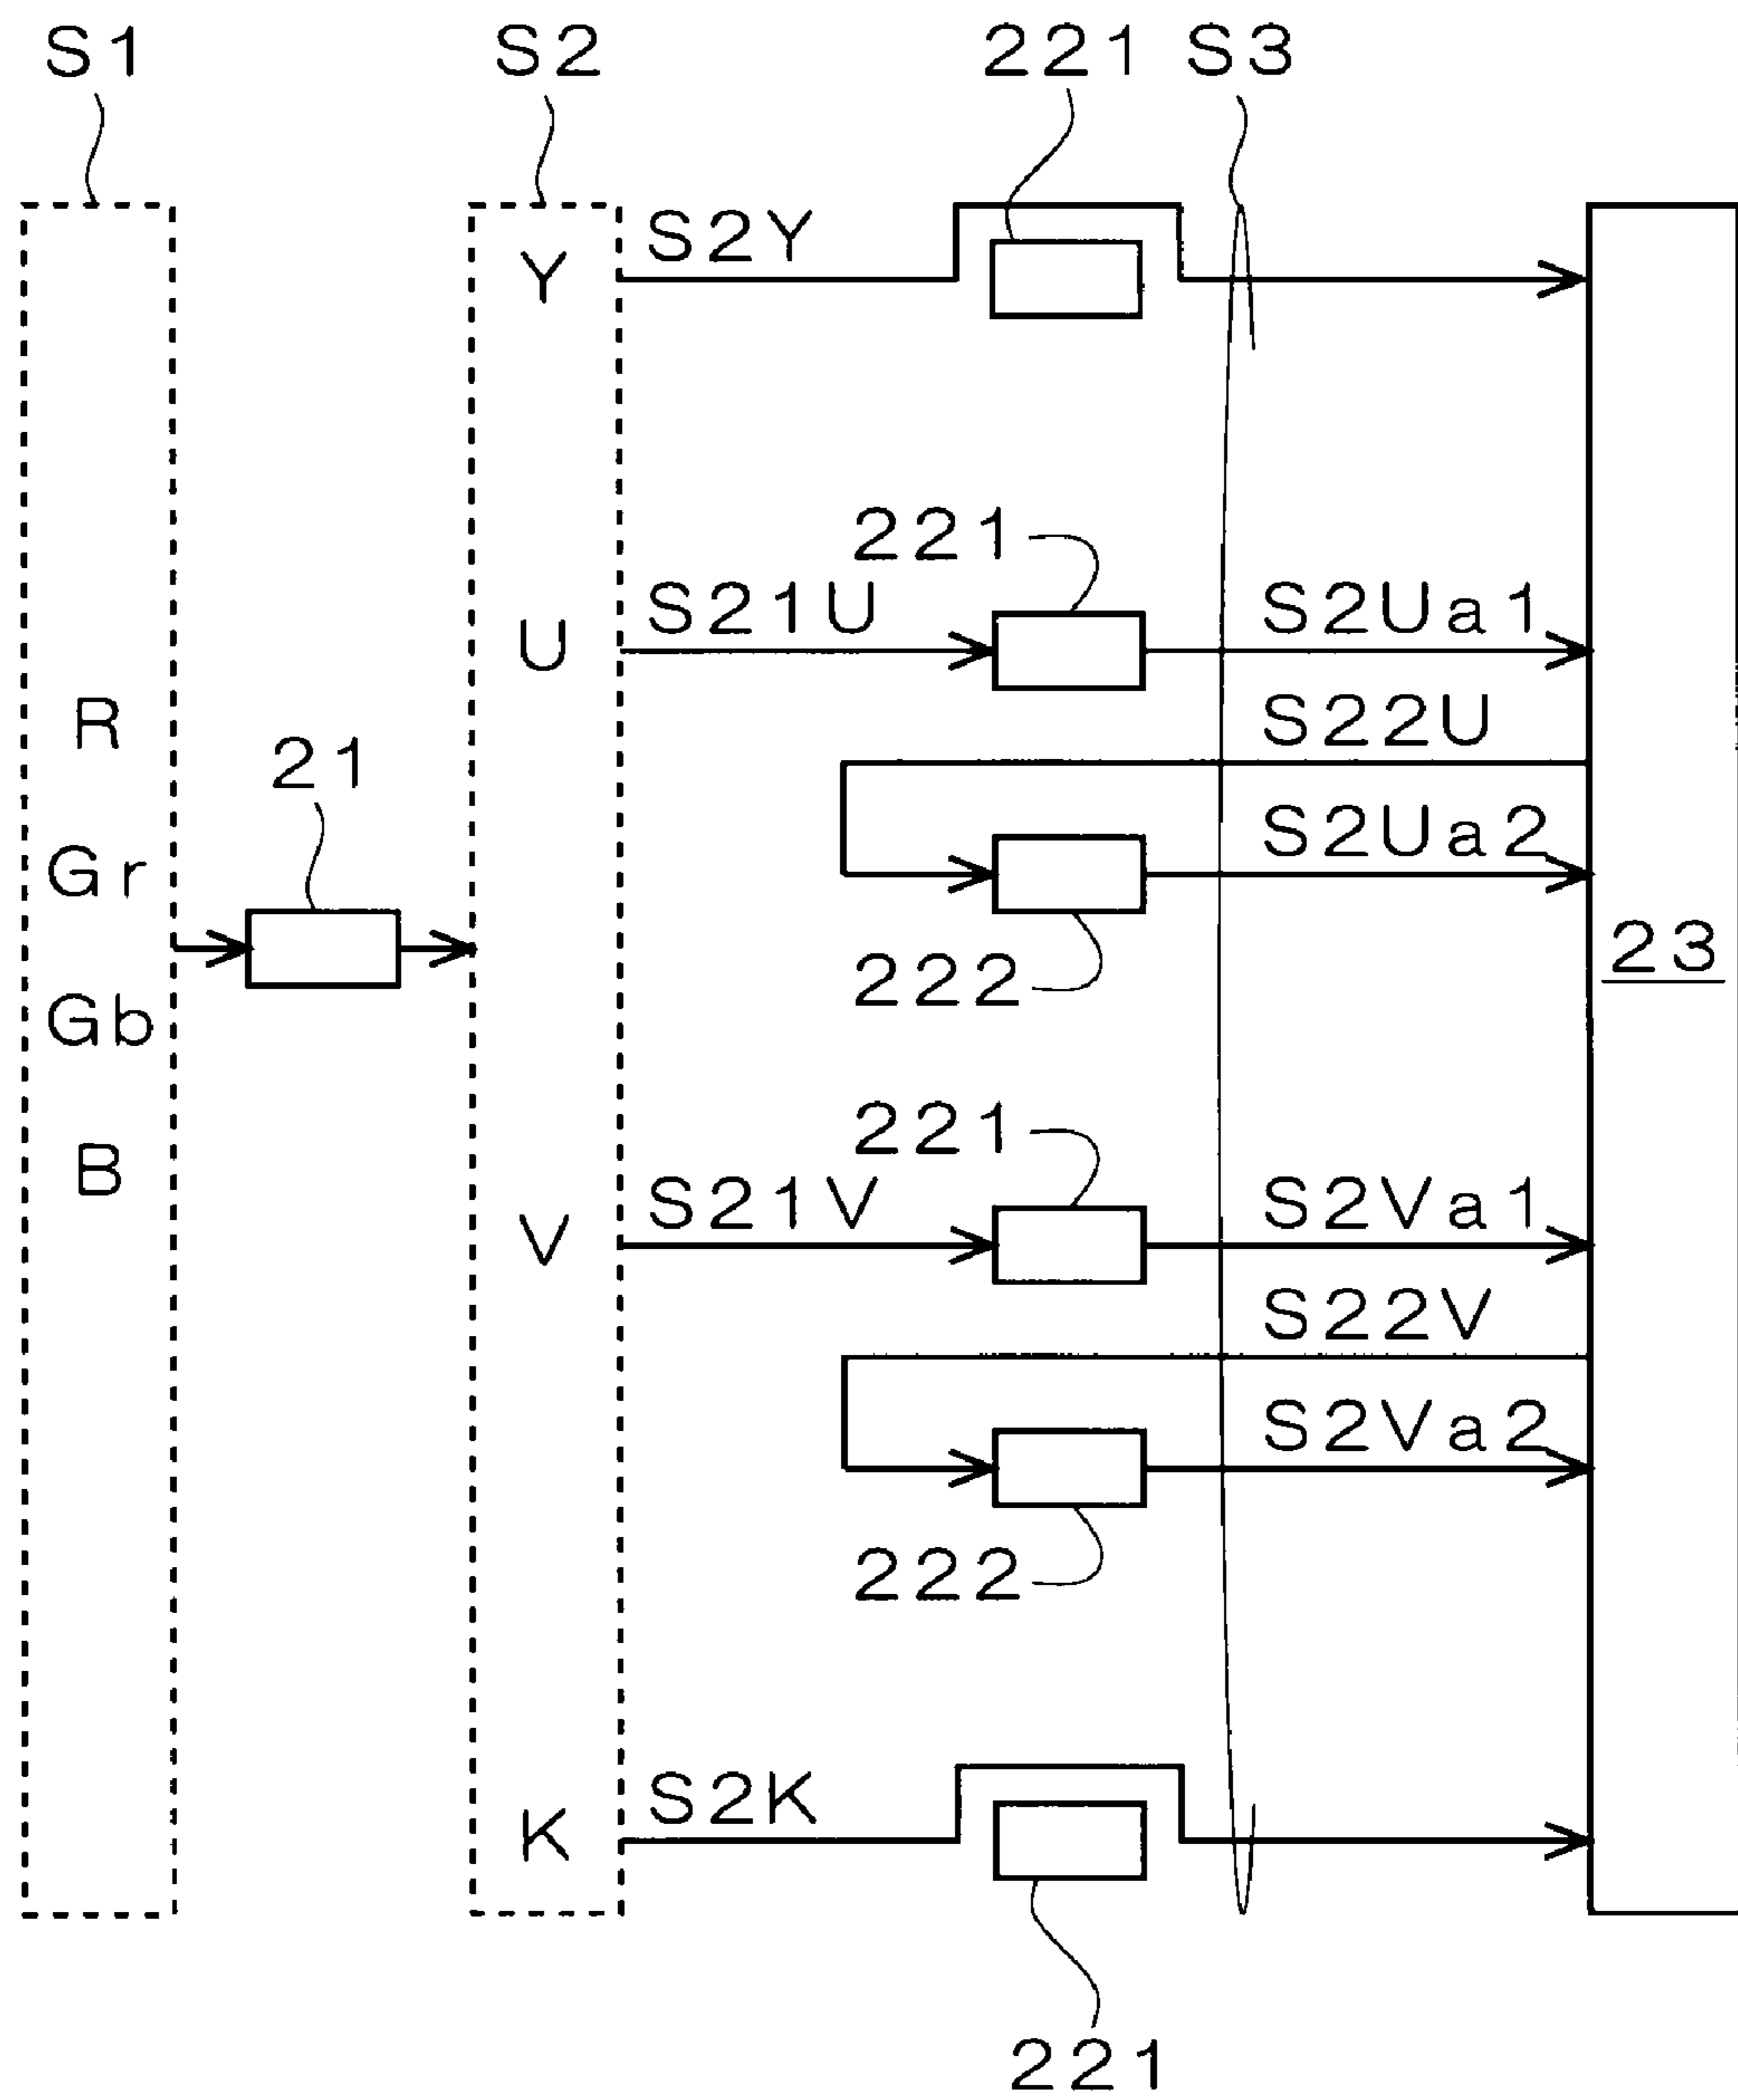 S1 S2 221 S3
S2Y
Y
221
S21U S2Ua1
U
R S22U
21
S2Ua2
Gr
23
222
Gb
221
B
S21V S2Va1
V
S22V
S2Va2
222
S2K
K
221